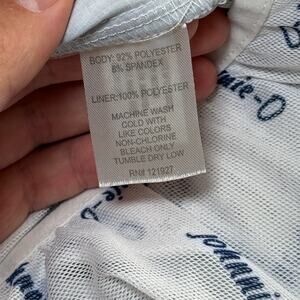 BODY: 92% POLYESTER
8% SPANDEX
LINER:100% POLYESTER
MACHINE WASH
COLD WITH
LIKE COLORS
NON-CHLORINE
BLEACH ONLY
TUMBLE DRY LOW
RN# 121927
nnie-O
johnni